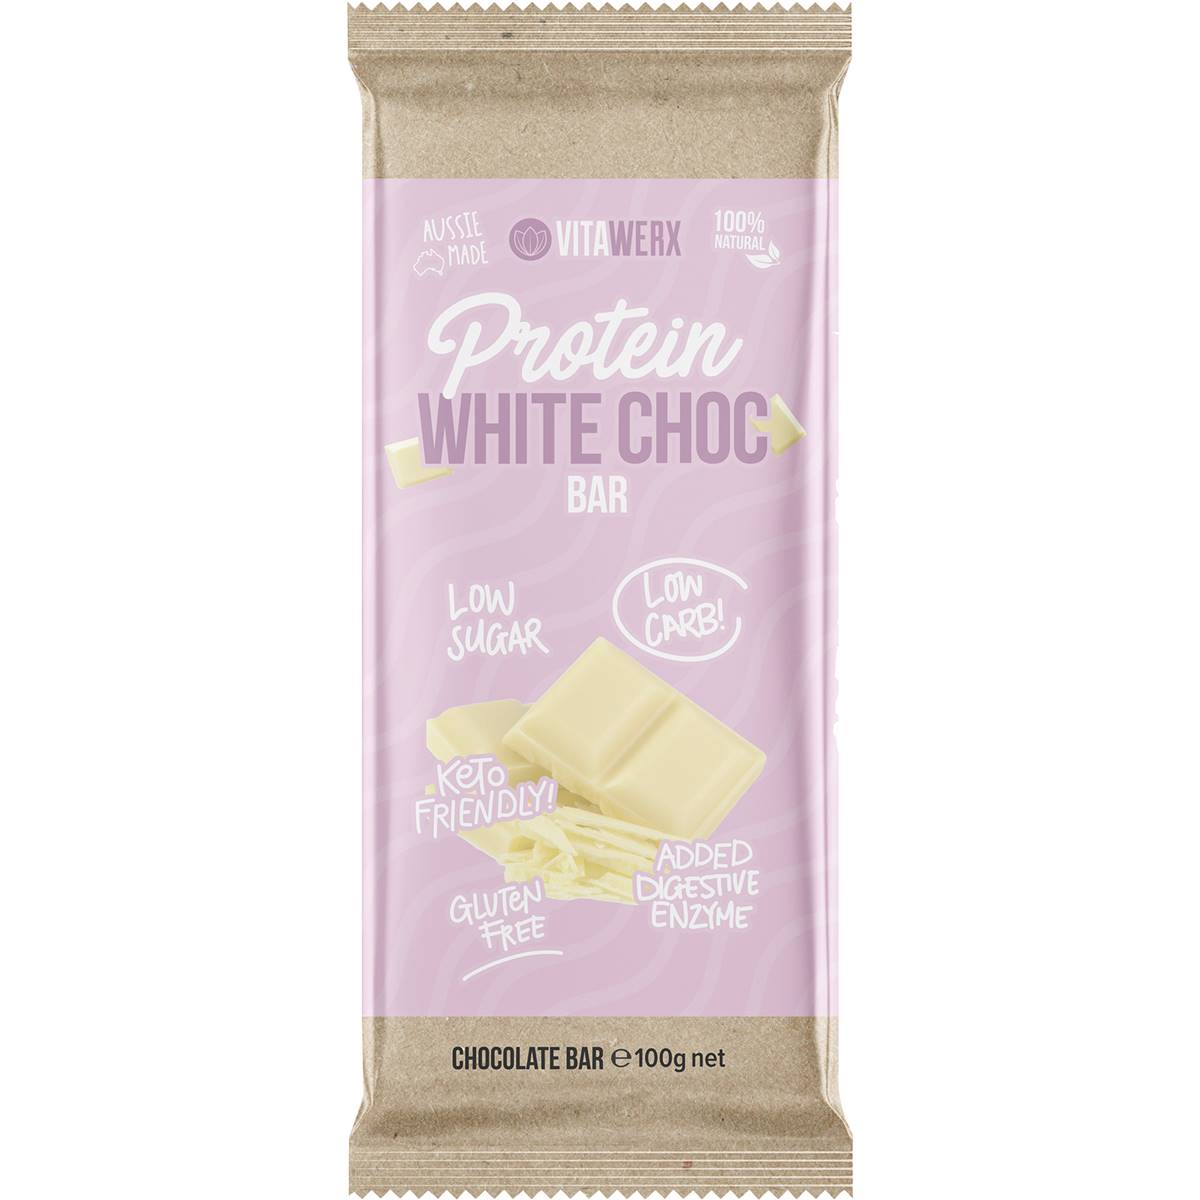 AUSSIE
MADE
VITAWERX
100%
NATURAL
Protein
WHITE CHOC
BAR
LOW
SUGAR
LOW
CARB!
KETO
FRIENDLY!
GLUTEN
FREE
ADDED
DIGESTIVE
ENZYME
CHOCOLATE BAR ℮100g net